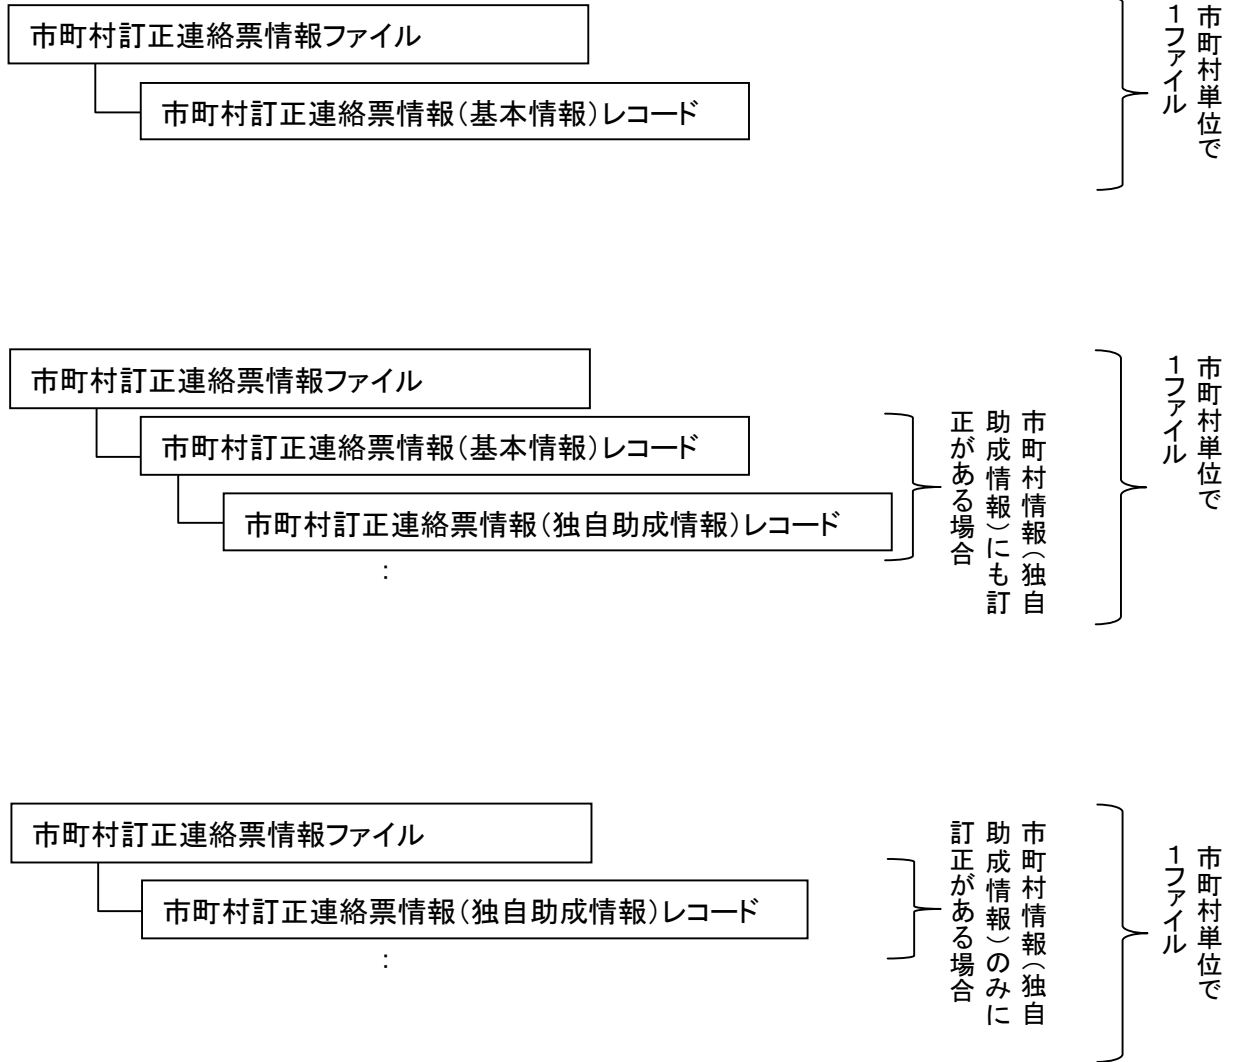 市町村訂正連絡票情報ファイル
市町村訂正連絡票情報（基本情報）レコード
市町村単位で
１ファイル
市町村訂正連絡票情報ファイル
市町村訂正連絡票情報（基本情報）レコード
市町村訂正連絡票情報（独自助成情報）レコード
：
市町村情報（独自
助成情報）にも訂
正がある場合
市町村単位で
１ファイル
市町村訂正連絡票情報ファイル
市町村訂正連絡票情報（独自助成情報）レコード
：
市町村情報（独自
助成情報）のみに
訂正がある場合
市町村単位で
１ファイル